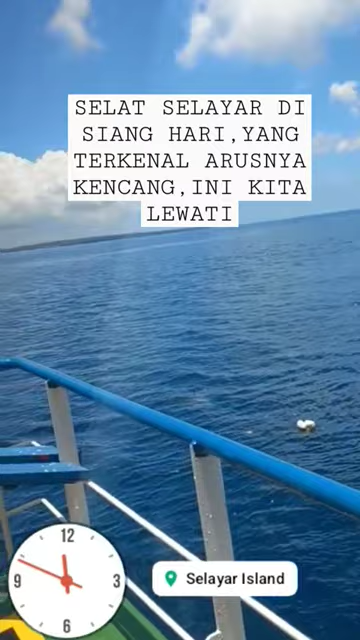 SELAT SELAYAR DI
SIANG HARI,YANG
TERKENAL ARUSNYA
KENCANG,INI KITA
LEWATI
12
9
3
6
Selayar Island